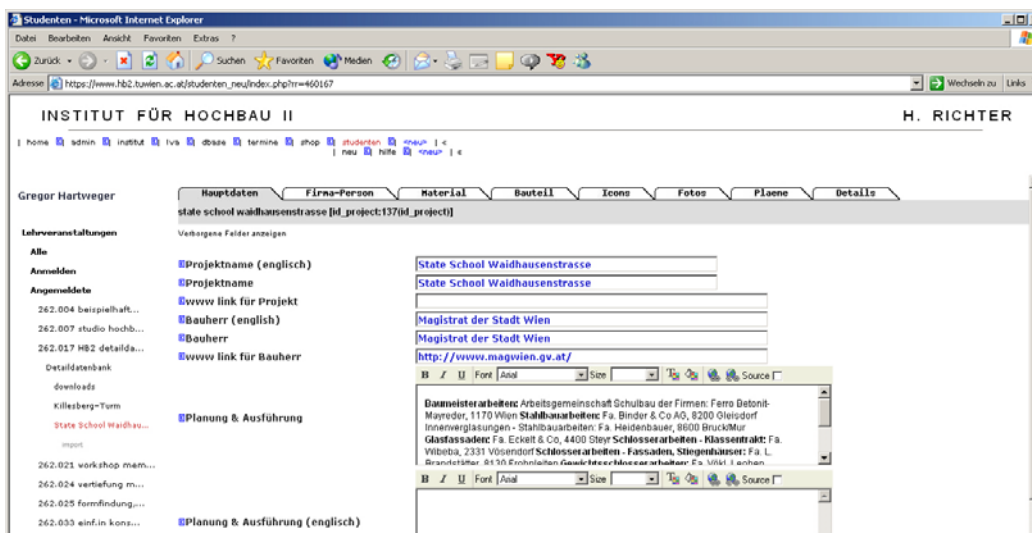 Studenten - Microsoft Internet Explorer
Datei Bearbeiten Ansicht Favoriten Extras ?
Zurück Suchen Favoriten Medien
Adresse https://www.hb2.tuwien.ac.at/studenten_neu/index.php?rr=460167 Wechseln zu Links
INSTITUT FÜR HOCHBAU II H. RICHTER
| home admin institut lva dbase termine shop studenten <neu> | <
| neu hilfe <neu> | <
Gregor Hartweger
Hauptdaten Firma-Person Material Bauteil Icons Fotos Plaene Details
state school waidhausenstrasse [id_project:137(id_project)]
Lehrveranstaltungen
Verborgene Felder anzeigen
Alle
Anmelden
Angemeldete
262.004 beispielhaft...
262.007 studio hochb...
262.017 HB2 detailda...
Detaildatenbank
downloads
Killesberg-Turm
State School Waidhau...
import
262.021 workshop mem...
262.024 vertiefung m...
262.025 formfindung,...
262.033 einf.in kons...
Projektname (englisch) State School Waidhausenstrasse
Projektname State School Waidhausenstrasse
www link für Projekt
Bauherr (english) Magistrat der Stadt Wien
Bauherr Magistrat der Stadt Wien
www link für Bauherr http://www.magwien.gv.at/
B I U Font Arial Size Source
Planung & Ausführung
Baumeisterarbeiten: Arbeitsgemeinschaft Schulbau der Firmen: Ferro Betonit-
Mayreder, 1170 Wien Stahlbauarbeiten: Fa. Binder & Co AG, 8200 Gleisdorf
Innenverglasungen - Stahlbauarbeiten: Fa. Heidenbauer, 8600 Bruck/Mur
Glasfassaden: Fa. Eckelt & Co, 4400 Steyr Schlosserarbeiten - Klassentrakt: Fa.
Wibeba, 2331 Vösendorf Schlosserarbeiten - Fassaden, Stiegenhäuser: Fa. L.
Brandstätter, 8130 Frohnleiten Gewichtsschlosserarbeiten: Fa. Vökl, Leoben
B I U Font Arial Size Source
Planung & Ausführung (englisch)